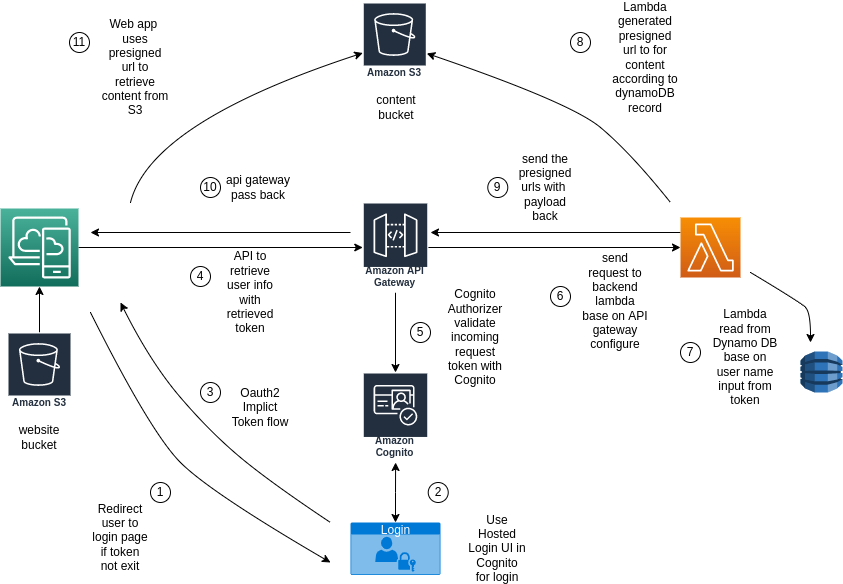 11
Web app
uses
presigned
url to
retrieve
content from
S3
Amazon S3
content
bucket
8
Lambda
generated
presigned
url to for
content
according to
dynamoDB
record
10
api gateway
pass back
9
send the
presigned
urls with
payload
back
Amazon API
Gateway
4
API to
retrieve
user info
with
retrieved
token
6
send
request to
backend
lambda
base on API
gateway
configure
5
Cognito
Authorizer
validate
incoming
request
token with
Cognito
7
Lambda
read from
Dynamo DB
base on
user name
input from
token
Amazon S3
website
bucket
3
Oauth2
Implict
Token flow
Amazon
Cognito
1
Redirect
user to
login page
if token
not exit
2
Login
Use
Hosted
Login UI in
Cognito
for login